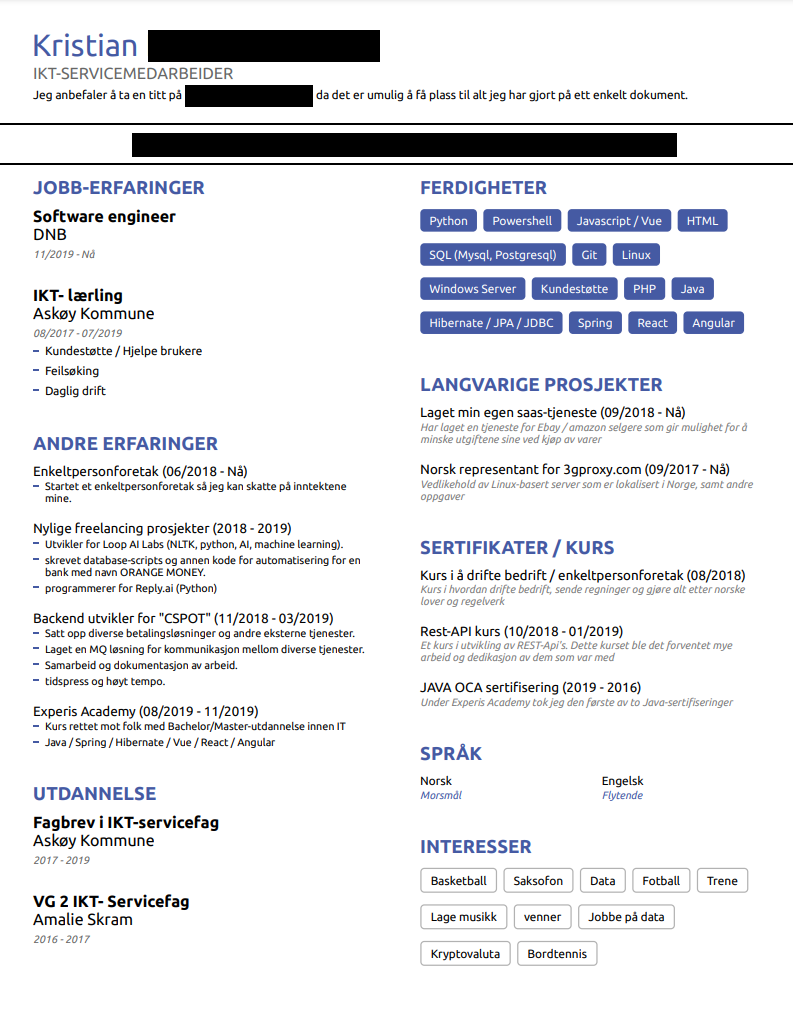 Kristian
IKT-SERVICEMEDARBEIDER
Jeg anbefaler å ta en titt på da det er umulig å få plass til alt jeg har gjort på ett enkelt dokument.
JOBB-ERFARINGER
Software engineer
DNB
11/2019 - Nå
IKT- lærling
Askøy Kommune
08/2017 - 07/2019
Kundestøtte / Hjelpe brukere
Feilsøking
Daglig drift
ANDRE ERFARINGER
Enkeltpersonforetak (06/2018 - Nå)
Startet et enkeltpersonforetak så jeg kan skatte på inntektene
mine.
Nylige freelancing prosjekter (2018 - 2019)
Utvikler for Loop AI Labs (NLTK, python, AI, machine learning).
skrevet database-scripts og annen kode for automatisering for en
bank med navn ORANGE MONEY.
programmerer for Reply.ai (Python)
Backend utvikler for "CSPOT" (11/2018 - 03/2019)
Satt opp diverse betalingsløsninger og andre eksterne tjenester.
Laget en MQ løsning for kommunikasjon mellom diverse tjenester.
Samarbeid og dokumentasjon av arbeid.
tidspress og høyt tempo.
Experis Academy (08/2019 - 11/2019)
Kurs rettet mot folk med Bachelor/Master-utdannelse innen IT
Java / Spring / Hibernate / Vue / React / Angular
UTDANNELSE
Fagbrev i IKT-servicefag
Askøy Kommune
2017 - 2019
VG 2 IKT- Servicefag
Amalie Skram
2016 - 2017
FERDIGHETER
Python Powershell Javascript / Vue HTML
SQL (Mysql, Postgresql) Git Linux
Windows Server Kundestøtte PHP Java
Hibernate / JPA / JDBC Spring React Angular
LANGVARIGE PROSJEKTER
Laget min egen saas-tjeneste (09/2018 - Nå)
Har laget en tjeneste for Ebay / amazon selgere som gir mulighet for å
minske utgiftene sine ved kjøp av varer
Norsk representant for 3gproxy.com (09/2017 - Nå)
Vedlikehold av Linux-basert server som er lokalisert i Norge, samt andre
oppgaver
SERTIFIKATER / KURS
Kurs i å drifte bedrift / enkeltpersonforetak (08/2018)
Kurs i hvordan drifte bedrift, sende regninger og gjøre alt etter norske
lover og regelverk
Rest-API kurs (10/2018 - 01/2019)
Et kurs i utvikling av REST-Api's. Dette kurset ble det forventet mye
arbeid og dedikasjon av dem som var med
JAVA OCA sertifisering (2019 - 2016)
Under Experis Academy tok jeg den første av to Java-sertifiseringer
SPRÅK
Norsk Engelsk
Morsmål Flytende
INTERESSER
Basketball Saksofon Data Fotball Trene
Lage musikk venner Jobbe på data
Kryptovaluta Bordtennis